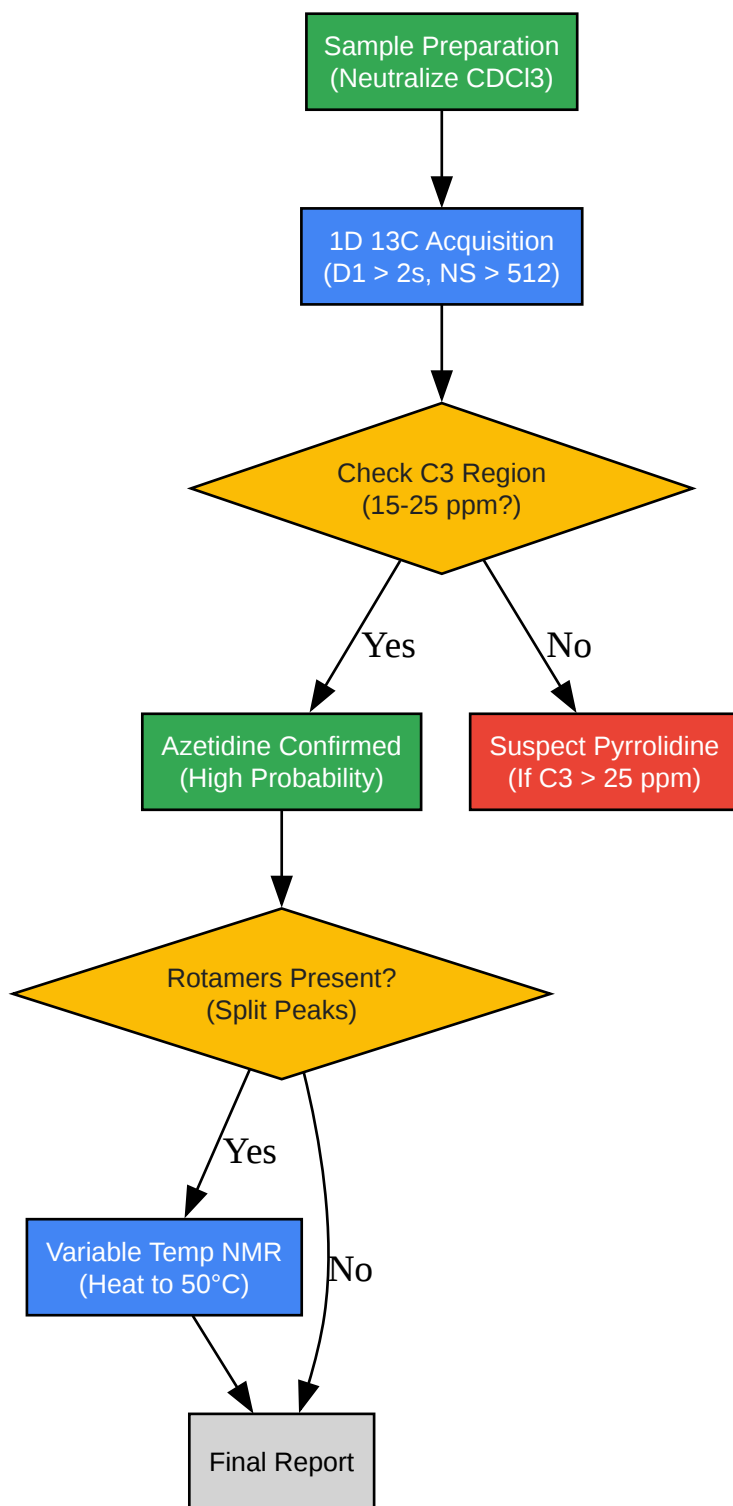 Sample Preparation
(Neutralize CDCl3)
1D 13C Acquisition
(D1 > 2s, NS > 512)
Check C3 Region
(15-25 ppm?)
Yes
No
Azetidine Confirmed
(High Probability)
Suspect Pyrrolidine
(If C3 > 25 ppm)
Rotamers Present?
(Split Peaks)
Yes
Variable Temp NMR
(Heat to 50°C)
No
Final Report